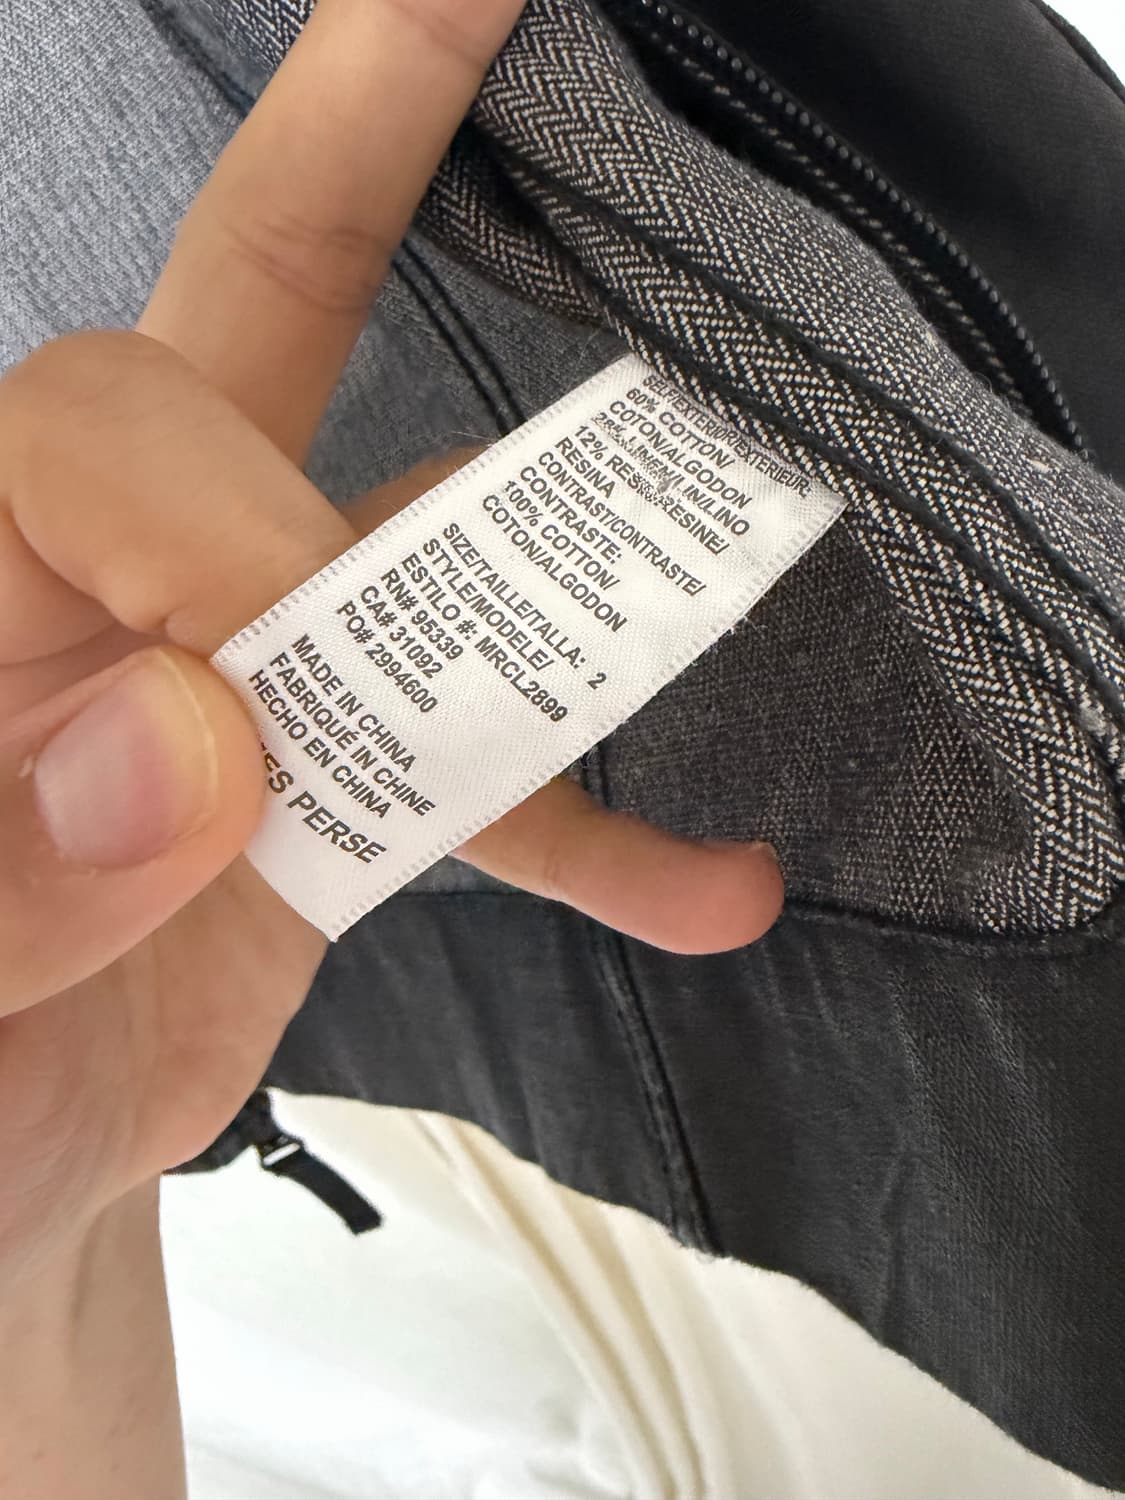 SELF/EXTÉRIEUR/EXTERIEUR:
60% COTTON/
COTON/ALGODON
28% LINEN/LIN/LINO
12% RESIN/RESINE/
RESINA
CONTRAST/CONTRASTE/
CONTRASTE:
100% COTTON/
COTON/ALGODON
SIZE/TAILLE/TALLA: 2
STYLE/MODELE/
ESTILO #: MRCL2899
RN# 95339
CA# 31092
PO# 2994600
MADE IN CHINA
FABRIQUÉ IN CHINE
HECHO EN CHINA
PERSE